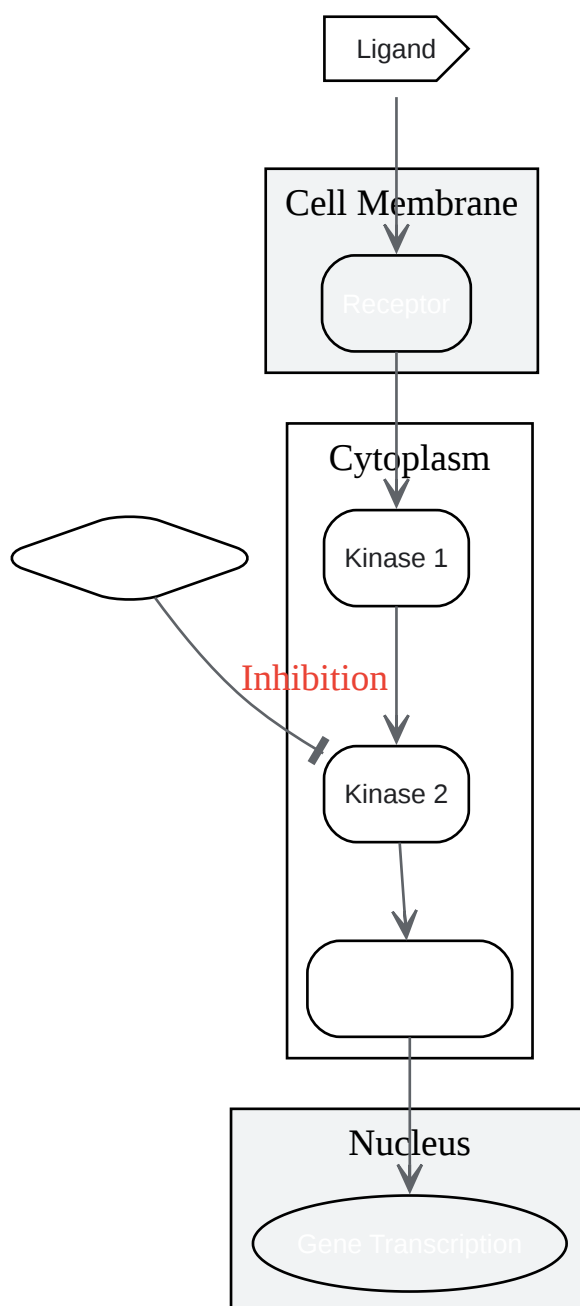 Ligand
Cell Membrane
Receptor
Cytoplasm
Kinase 1
Inhibition
Kinase 2
Nucleus
Gene Transcription